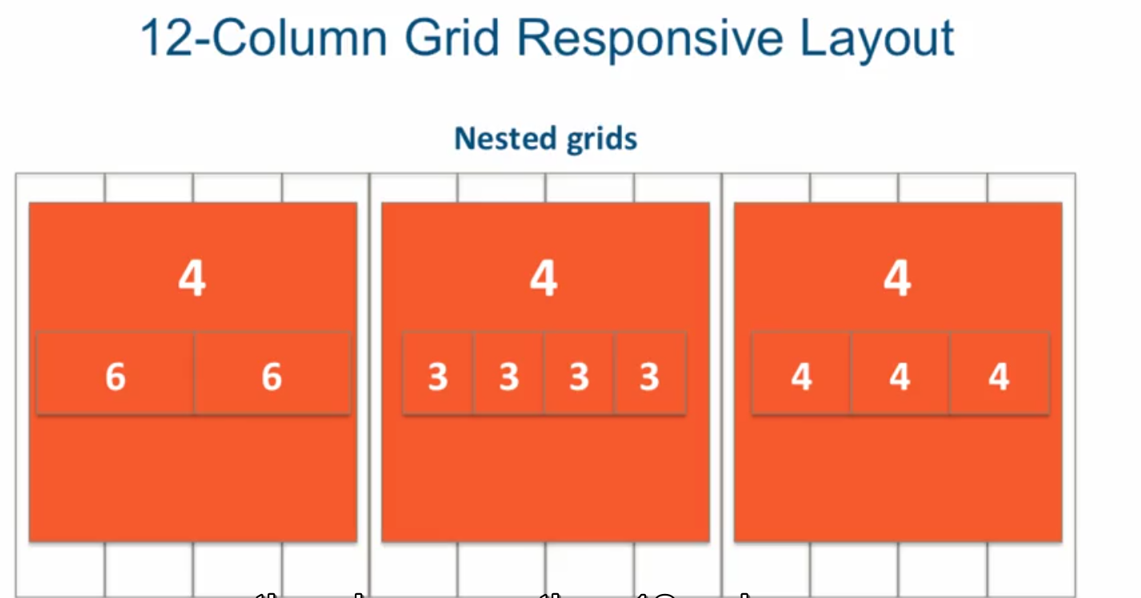 12-Column Grid Responsive Layout
Nested grids
4 4 4
6 6 3 3 3 3 4 4 4